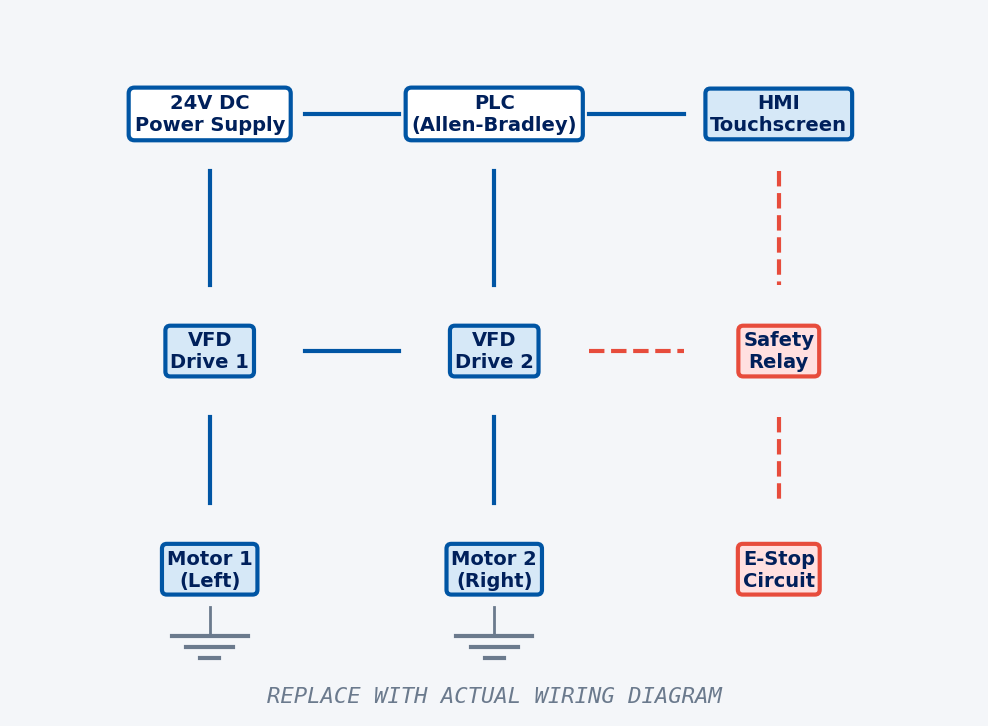 24V DC
Power Supply
PLC
(Allen-Bradley)
HMI
Touchscreen
VFD
Drive 1
VFD
Drive 2
Safety
Relay
Motor 1
(Left)
Motor 2
(Right)
E-Stop
Circuit
REPLACE WITH ACTUAL WIRING DIAGRAM